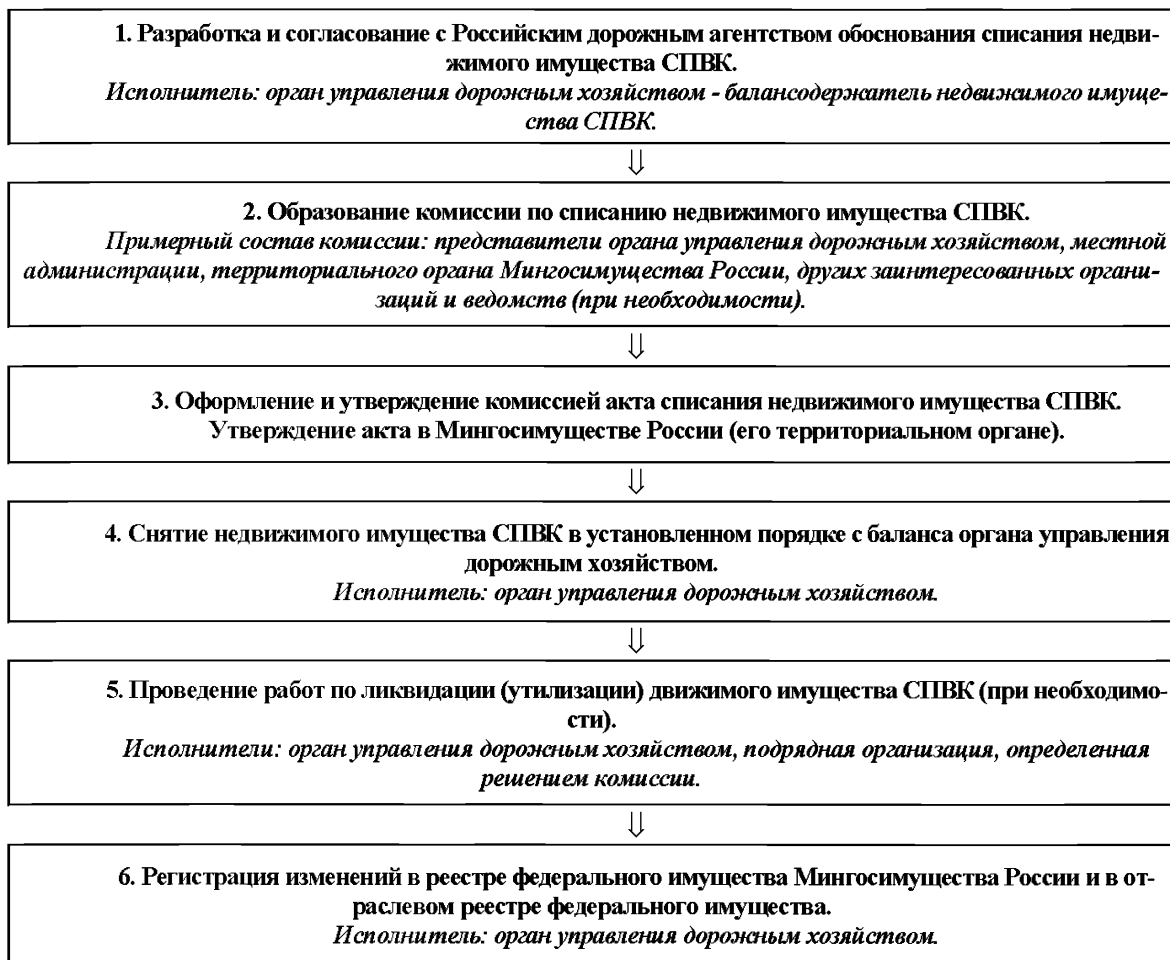 1. Разработка и согласование с Российским дорожным агентством обоснования списания недви-
жимого имущества СПВК.
Исполнитель: орган управления дорожным хозяйством - балансодержатель недвижимого имуще-
ства СПВК.
⇓
2. Образование комиссии по списанию недвижимого имущества СПВК.
Примерный состав комиссии: представители органа управления дорожным хозяйством, местной
администрации, территориального органа Мингосимущества России, других заинтересованных органи-
заций и ведомств (при необходимости).
⇓
3. Оформление и утверждение комиссией акта списания недвижимого имущества СПВК.
Утверждение акта в Мингосимуществе России (его территориальном органе).
⇓
4. Снятие недвижимого имущества СПВК в установленном порядке с баланса органа управления
дорожным хозяйством.
Исполнитель: орган управления дорожным хозяйством.
⇓
5. Проведение работ по ликвидации (утилизации) движимого имущества СПВК (при необходимо-
сти).
Исполнители: орган управления дорожным хозяйством, подрядная организация, определенная
решением комиссии.
⇓
6. Регистрация изменений в реестре федерального имущества Мингосимущества России и в от-
раслевом реестре федерального имущества.
Исполнитель: орган управления дорожным хозяйством.